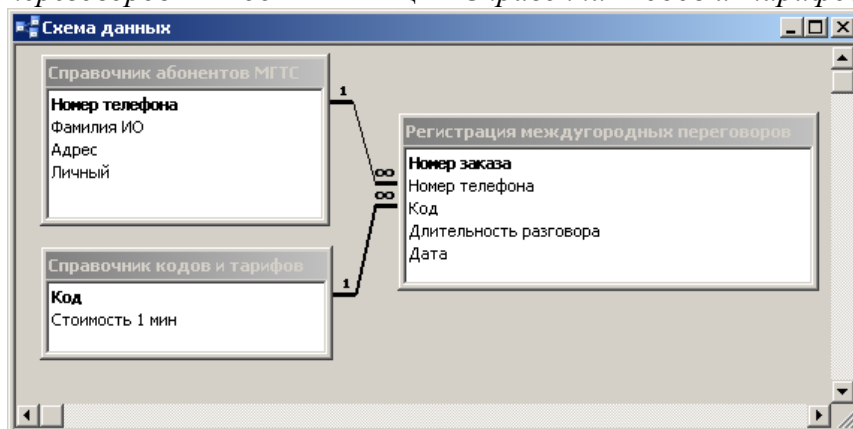 Схема данных
Справочник абонентов МГТС
Номер телефона
Фамилия ИО
Адрес
Личный
1
∞
Регистрация междугородных переговоров
Номер заказа
Номер телефона
Код
Длительность разговора
Дата
∞
Справочник кодов и тарифов
Код
Стоимость 1 мин
1